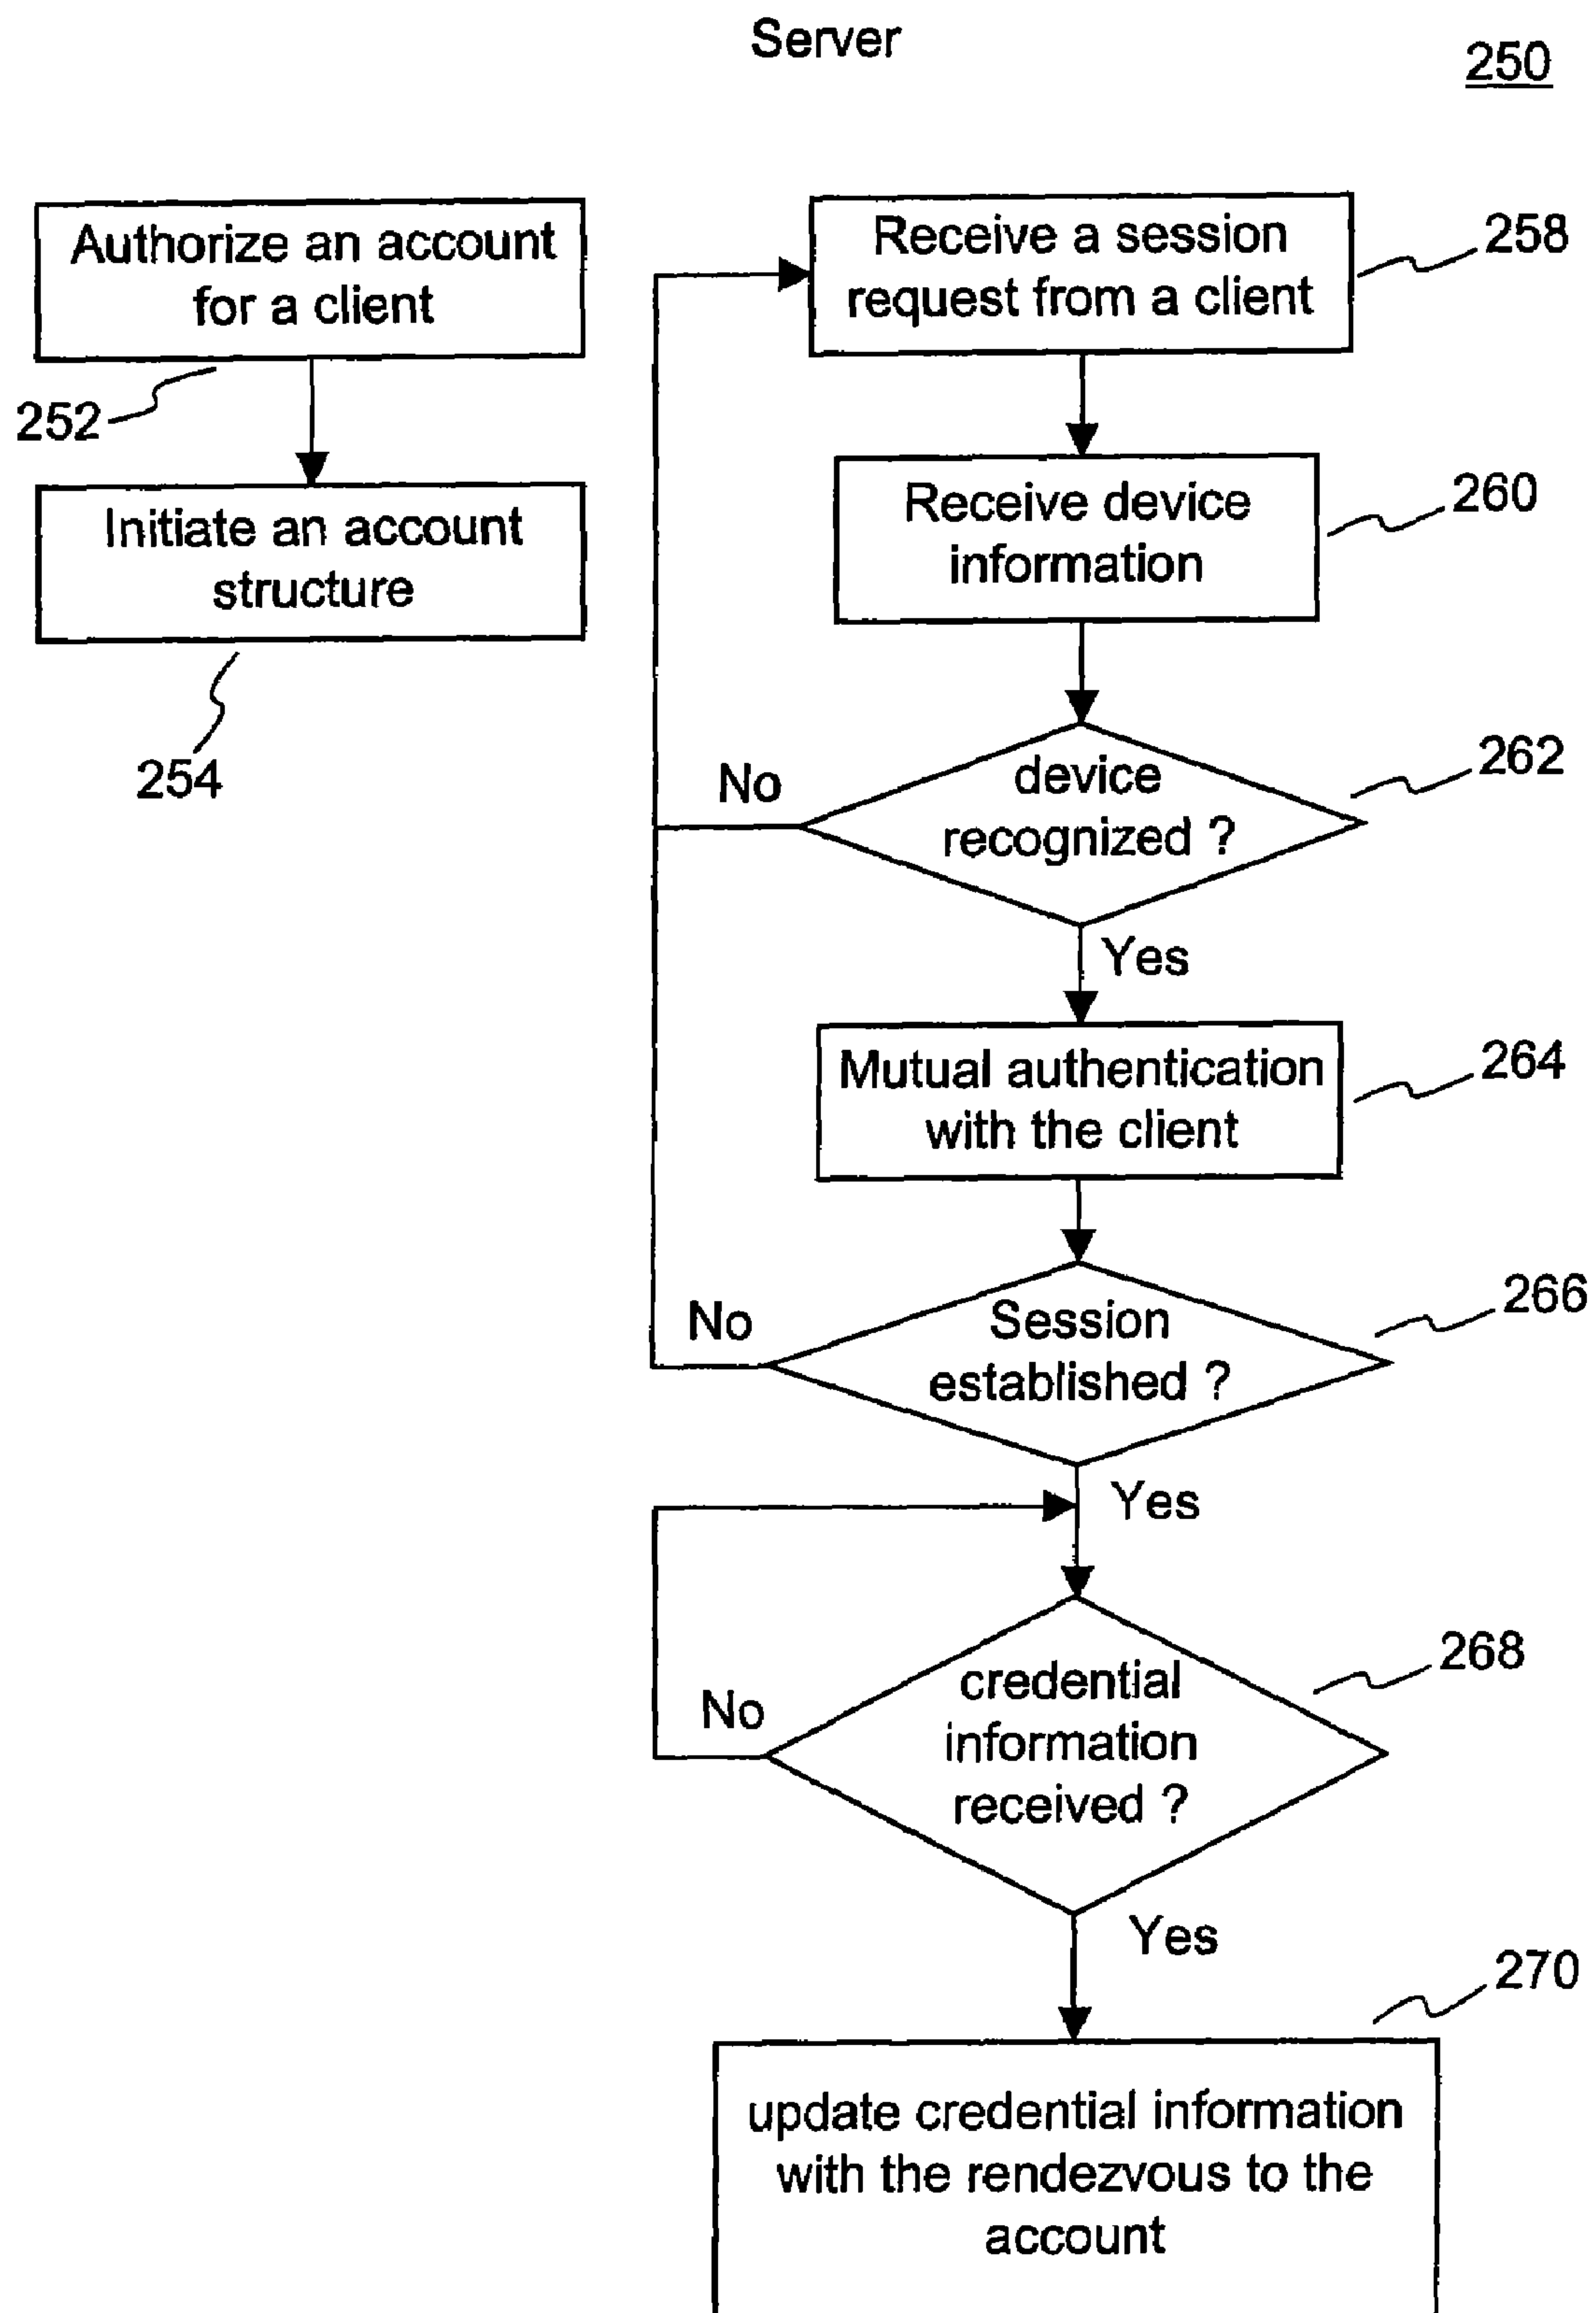 Server
250
Authorize an account
for a client
252
Initiate an account
structure
254
Receive a session
request from a client
258
Receive device
information
260
device
recognized ?
262
No
Yes
Mutual authentication
with the client
264
Session
established ?
266
No
Yes
credential
information
received ?
268
No
Yes
270
update credential information
with the rendezvous to the
account